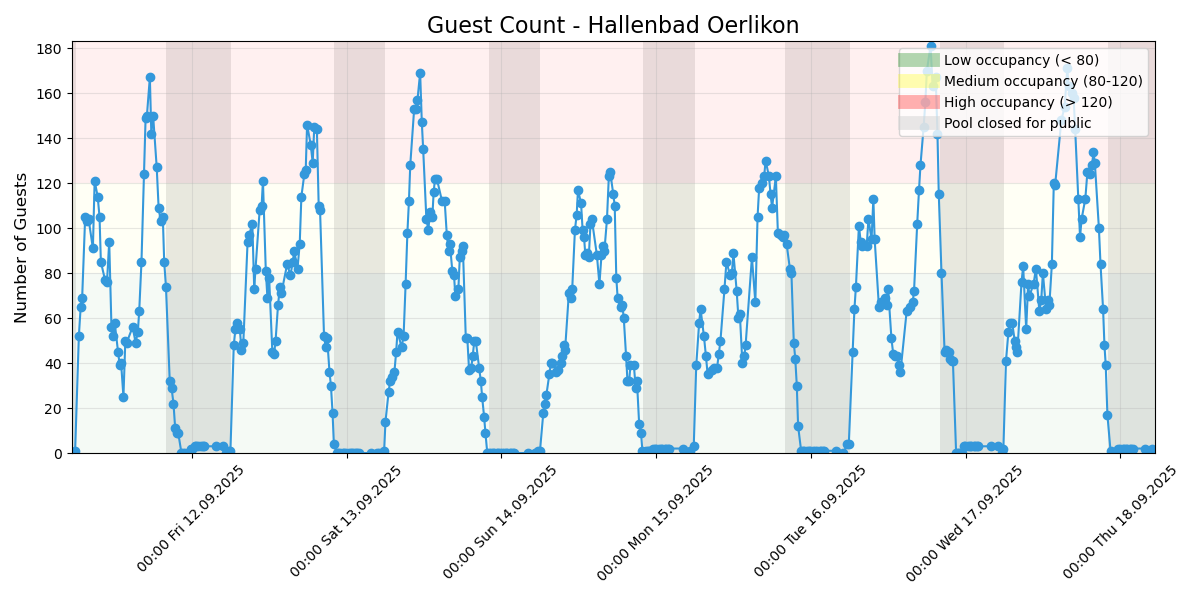 Guest Count - Hallenbad Oerlikon
Number of Guests
180
160
140
120
100
80
60
40
20
0
Low occupancy (< 80)
Medium occupancy (80-120)
High occupancy (> 120)
Pool closed for public
00:00 Fri 12.09.2025
00:00 Sat 13.09.2025
00:00 Sun 14.09.2025
00:00 Mon 15.09.2025
00:00 Tue 16.09.2025
00:00 Wed 17.09.2025
00:00 Thu 18.09.2025